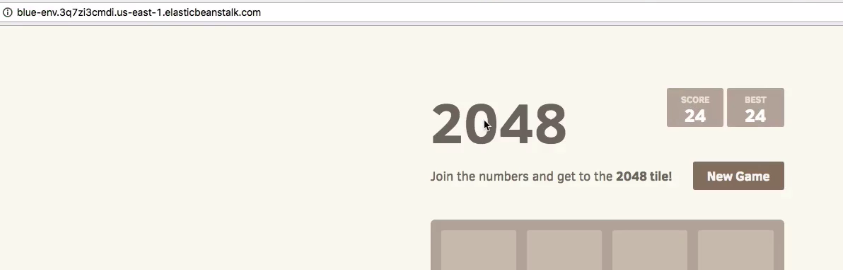 blue-env.3q7zi3cmdi.us-east-1.elasticbeanstalk.com
2048
SCORE
24
BEST
24
Join the numbers and get to the 2048 tile!
New Game